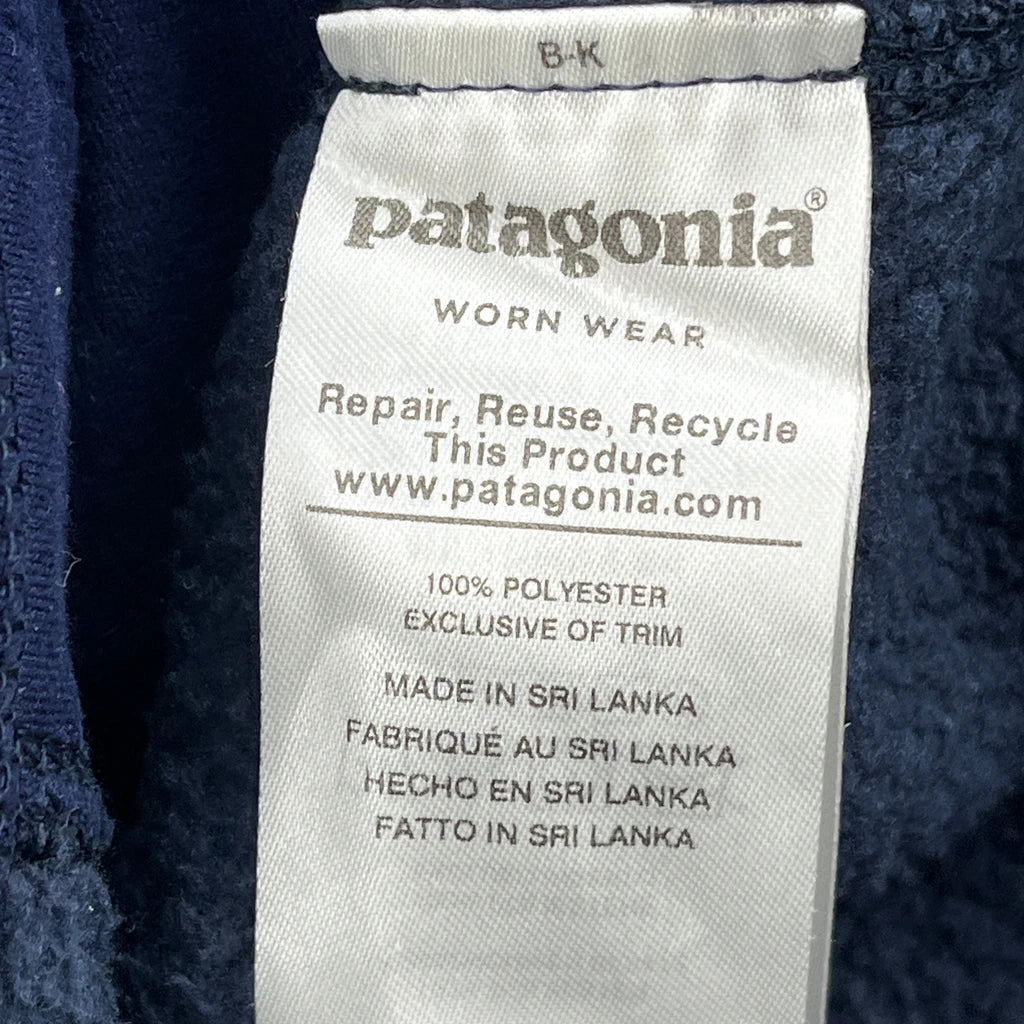 B-K
patagonia®
WORN WEAR
Repair, Reuse, Recycle
This Product
www.patagonia.com
100% POLYESTER
EXCLUSIVE OF TRIM
MADE IN SRI LANKA
FABRIQUÉ AU SRI LANKA
HECHO EN SRI LANKA
FATTO IN SRI LANKA